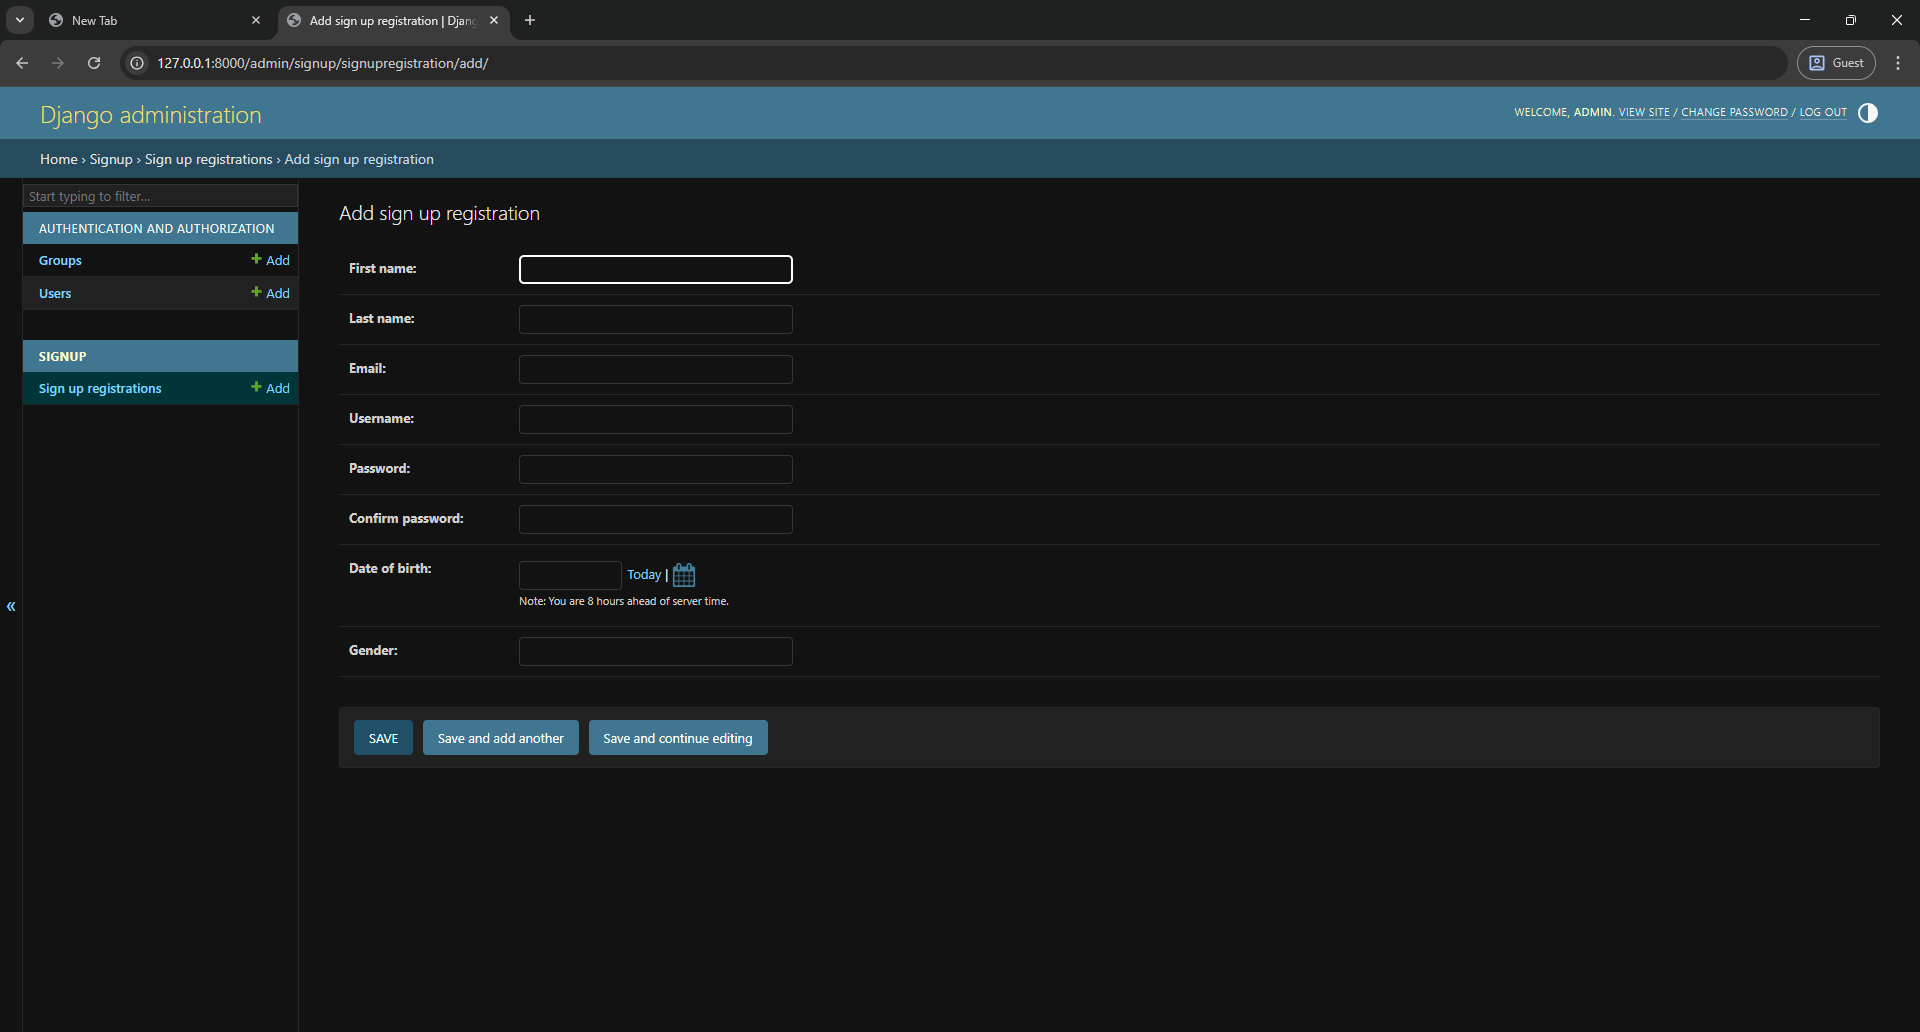 New Tab
Add sign up registration | Djang
127.0.0.1:8000/admin/signup/signupregistration/add/
Guest
Django administration
WELCOME, ADMIN. VIEW SITE / CHANGE PASSWORD / LOG OUT
Home › Signup › Sign up registrations › Add sign up registration
Start typing to filter...
AUTHENTICATION AND AUTHORIZATION
Groups + Add
Users + Add
SIGNUP
Sign up registrations + Add
«
Add sign up registration
First name:
Last name:
Email:
Username:
Password:
Confirm password:
Date of birth:
Today |
Note: You are 8 hours ahead of server time.
Gender:
SAVE
Save and add another
Save and continue editing